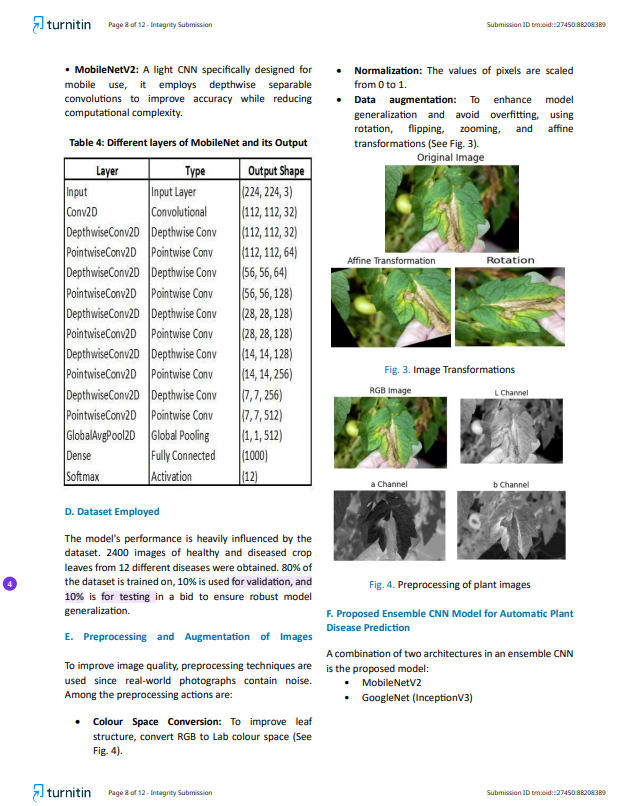 turnitin
Page 8 of 12 - Integrity Submission
Submission ID trn:oid:::27450:88208389
• MobileNetV2: A light CNN specifically designed for
mobile use, it employs depthwise separable
convolutions to improve accuracy while reducing
computational complexity.
Table 4: Different layers of MobileNet and its Output
Layer Type Output Shape
Input Input Layer (224, 224, 3)
Conv2D Convolutional (112, 112, 32)
DepthwiseConv2D Depthwise Conv (112, 112, 32)
PointwiseConv2D Pointwise Conv (112, 112, 64)
DepthwiseConv2D Depthwise Conv (56, 56, 64)
PointwiseConv2D Pointwise Conv (56, 56, 128)
DepthwiseConv2D Depthwise Conv (28, 28, 128)
PointwiseConv2D Pointwise Conv (28, 28, 128)
DepthwiseConv2D Depthwise Conv (14, 14, 128)
PointwiseConv2D Pointwise Conv (14, 14, 256)
DepthwiseConv2D Depthwise Conv (7, 7, 256)
PointwiseConv2D Pointwise Conv (7, 7, 512)
GlobalAvgPool2D Global Pooling (1, 1, 512)
Dense Fully Connected (1000)
Softmax Activation (12)
D. Dataset Employed
The model's performance is heavily influenced by the
dataset. 2400 images of healthy and diseased crop
leaves from 12 different diseases were obtained. 80% of
the dataset is trained on, 10% is used for validation, and
4
10% is for testing in a bid to ensure robust model
generalization.
E. Preprocessing and Augmentation of Images
To improve image quality, preprocessing techniques are
used since real-world photographs contain noise.
Among the preprocessing actions are:
• Colour Space Conversion: To improve leaf
structure, convert RGB to Lab colour space (See
Fig. 4).
• Normalization: The values of pixels are scaled
from 0 to 1.
• Data augmentation: To enhance model
generalization and avoid overfitting, using
rotation, flipping, zooming, and affine
transformations (See Fig. 3).
Original Image
Affine Transformation Rotation
Fig. 3. Image Transformations
RGB Image L Channel
a Channel b Channel
Fig. 4. Preprocessing of plant images
F. Proposed Ensemble CNN Model for Automatic Plant
Disease Prediction
A combination of two architectures in an ensemble CNN
is the proposed model:
• MobileNetV2
• GoogleNet (InceptionV3)
turnitin
Page 8 of 12 - Integrity Submission
Submission ID trn:oid:::27450:88208389